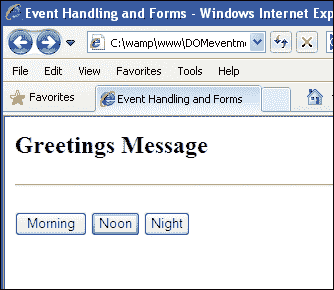 Event Handling and Forms - Windows Internet Exp
C:\wamp\www\DOMeventm
File Edit View Favorites Tools Help
Favorites Event Handling and Forms
Greetings Message
Morning Noon Night